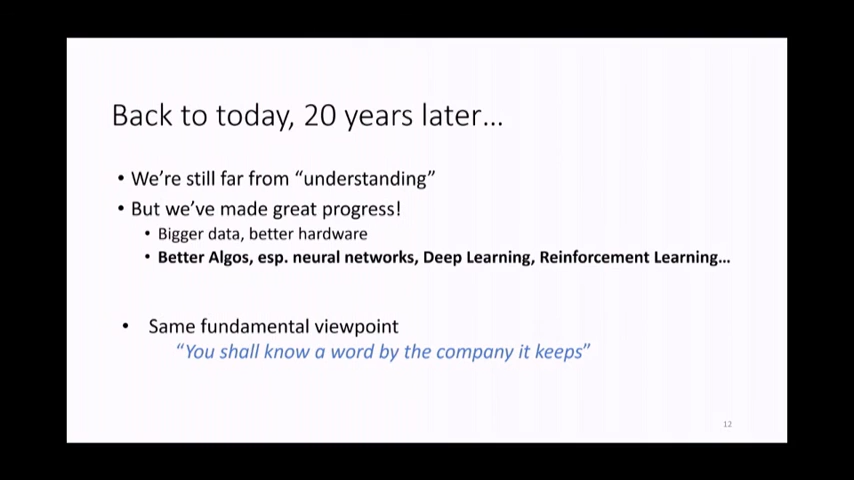 Back to today, 20 years later...
• We're still far from “understanding”
• But we've made great progress!
• Bigger data, better hardware
• Better Algos, esp. neural networks, Deep Learning, Reinforcement Learning...
• Same fundamental viewpoint
“You shall know a word by the company it keeps”
12